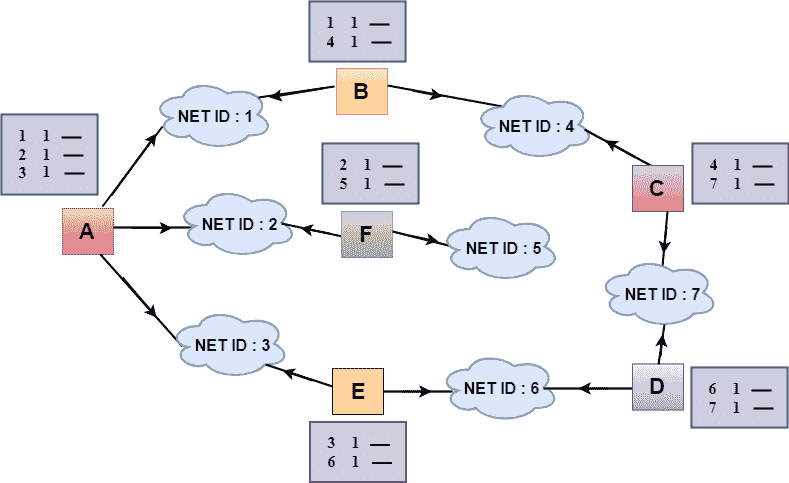 1 1 —
4 1 —
B
NET ID : 1
NET ID : 4
1 1 —
2 1 —
3 1 —
2 1 —
5 1 —
4 1 —
7 1 —
C
A
NET ID : 2
F
NET ID : 5
NET ID : 7
NET ID : 3
E
NET ID : 6
D
6 1 —
7 1 —
3 1 —
6 1 —